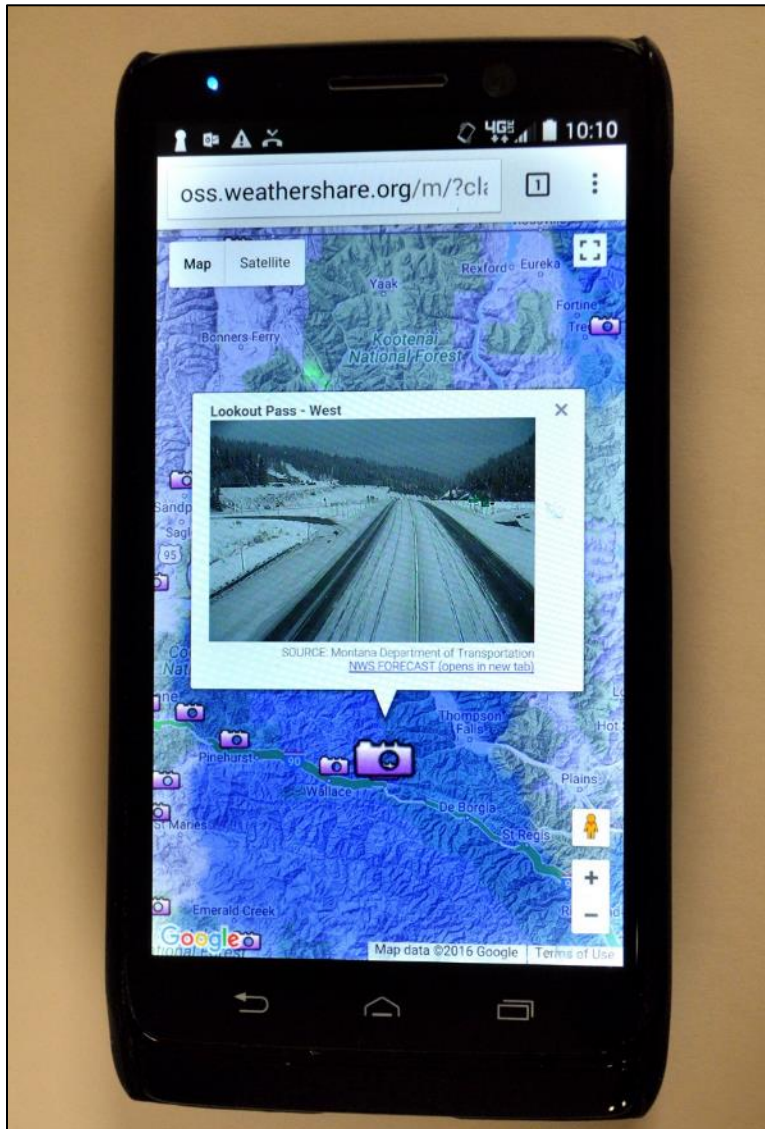 4G
10:10
oss.weathershare.org/m/?cla
1
Map
Satellite
Yaak
Rexford
Eureka
Fortine
Bonners Ferry
Kootenai
National Forest
Lookout Pass - West
95
SOURCE: Montana Department of Transportation
NWS FORECAST (opens in new tab)
Thompson
Falls
Hot
Pinehurst
90
Wallace
Plains
De Borgia
St Regis
Emerald Creek
Google
Map data ©2016 Google
Terms of Use